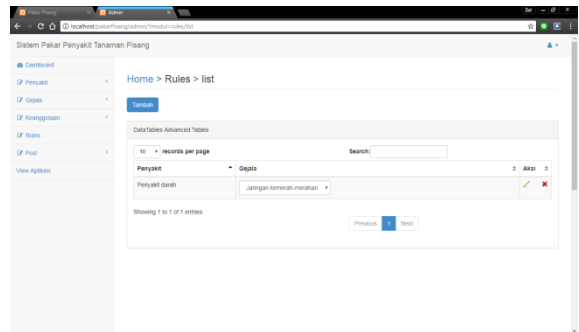 Pakar Pisang
Admin
Zal
localhost/pakarPisang/admin/?modul=rules/list
Sistem Pakar Penyakit Tanaman Pisang
Dashboard
Penyakit
Gejala
Keanggotaan
Rules
Post
View Aplikasi
Home > Rules > list
Tambah
DataTables Advanced Tables
10 records per page
Search:
Penyakit Gejala Aksi
Penyakit darah Jaringan kemerah-merahan
Showing 1 to 1 of 1 entries
Previous 1 Next